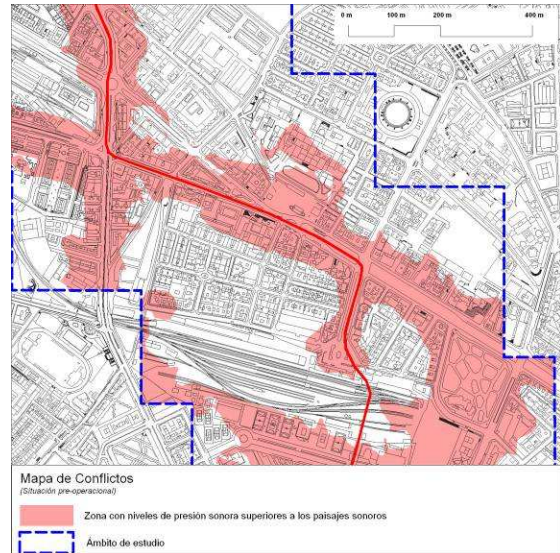 0 m 100 m 200 m 400 m
Mapa de Conflictos
(Situación pre-operacional)
Zona con niveles de presión sonora superiores a los paisajes sonoros
Ámbito de estudio